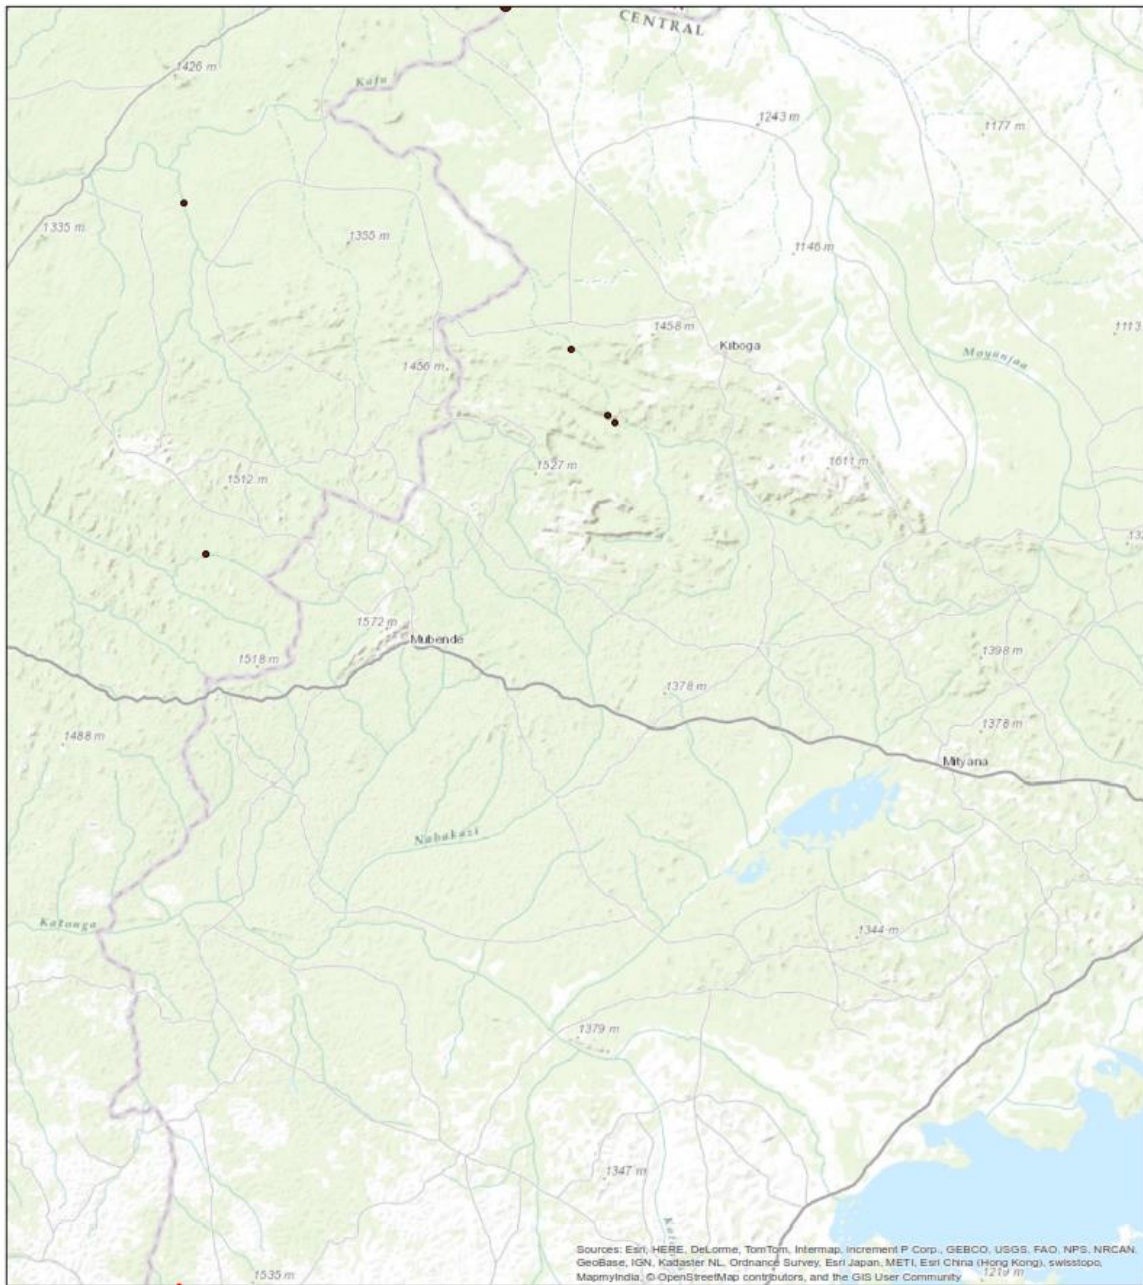 CENTRAL
1426 m
Kafu
1243 m
1177 m
1335 m
1355 m
1146 m
1458 m
1113
Kiboga
Mayanjaa
1456 m
1527 m
1611 m
1512 m
1572 m
Mubende
1398 m
1518 m
1378 m
1378 m
1488 m
Mityana
Nabakazi
Katonga
1344 m
1379 m
1347 m
Sources: Esri, HERE, DeLorme, TomTom, Intermap, increment P Corp., GEBCO, USGS, FAO, NPS, NRCAN,
GeoBase, IGN, Kadaster NL, Ordnance Survey, Esri Japan, METI, Esri China (Hong Kong), swisstopo,
MapmyIndia, © OpenStreetMap contributors, and the GIS User Community
1535 m
1219 m